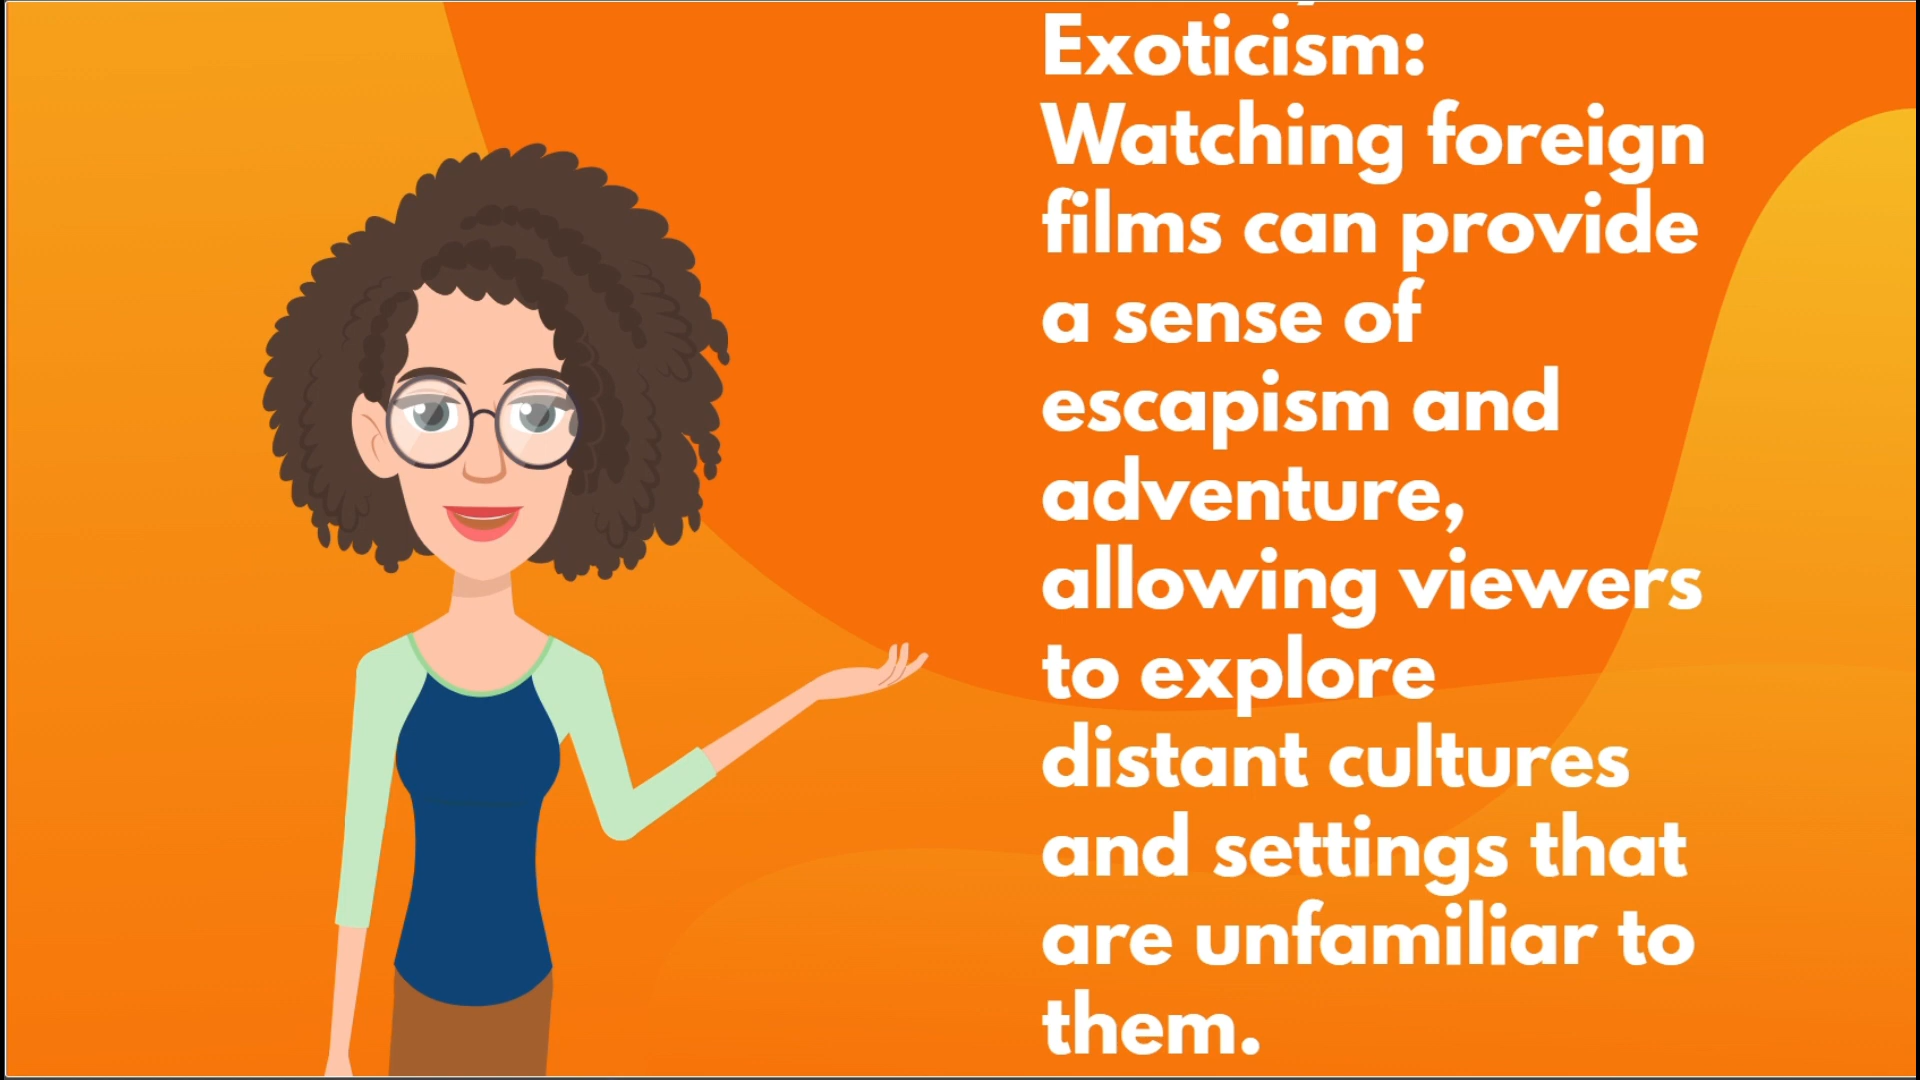 Exoticism:
Watching foreign
films can provide
a sense of
escapism and
adventure,
allowing viewers
to explore
distant cultures
and settings that
are unfamiliar to
them.